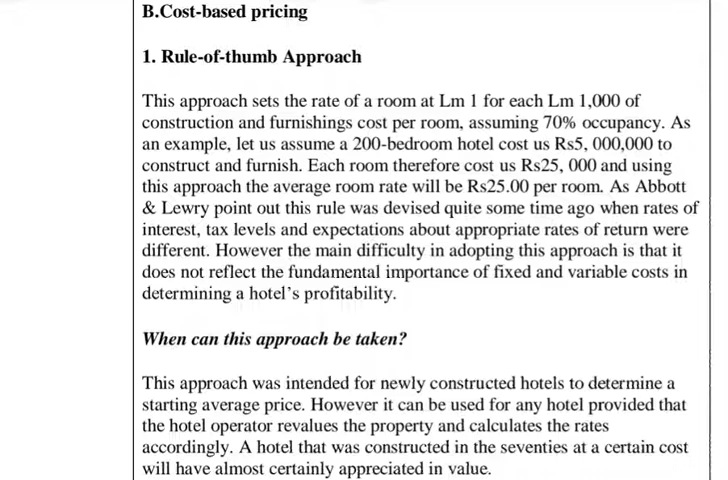 B.Cost-based pricing
1. Rule-of-thumb Approach
This approach sets the rate of a room at Lm 1 for each Lm 1,000 of
construction and furnishings cost per room, assuming 70% occupancy. As
an example, let us assume a 200-bedroom hotel cost us Rs5, 000,000 to
construct and furnish. Each room therefore cost us Rs25, 000 and using
this approach the average room rate will be Rs25.00 per room. As Abbott
& Lewry point out this rule was devised quite some time ago when rates of
interest, tax levels and expectations about appropriate rates of return were
different. However the main difficulty in adopting this approach is that it
does not reflect the fundamental importance of fixed and variable costs in
determining a hotel's profitability.
When can this approach be taken?
This approach was intended for newly constructed hotels to determine a
starting average price. However it can be used for any hotel provided that
the hotel operator revalues the property and calculates the rates
accordingly. A hotel that was constructed in the seventies at a certain cost
will have almost certainly appreciated in value.